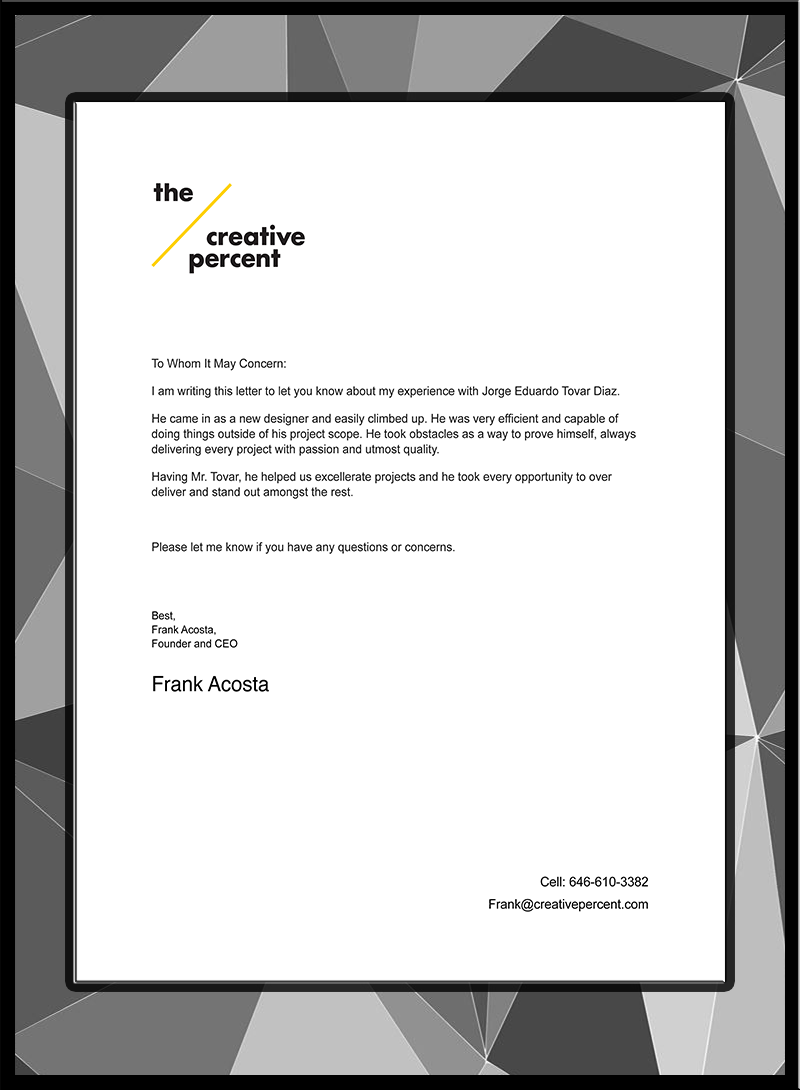 the
creative
percent
To Whom It May Concern:
I am writing this letter to let you know about my experience with Jorge Eduardo Tovar Diaz.
He came in as a new designer and easily climbed up. He was very efficient and capable of
doing things outside of his project scope. He took obstacles as a way to prove himself, always
delivering every project with passion and utmost quality.
Having Mr. Tovar, he helped us excellerate projects and he took every opportunity to over
deliver and stand out amongst the rest.
Please let me know if you have any questions or concerns.
Best,
Frank Acosta,
Founder and CEO
Frank Acosta
Cell: 646-610-3382
Frank@creativepercent.com